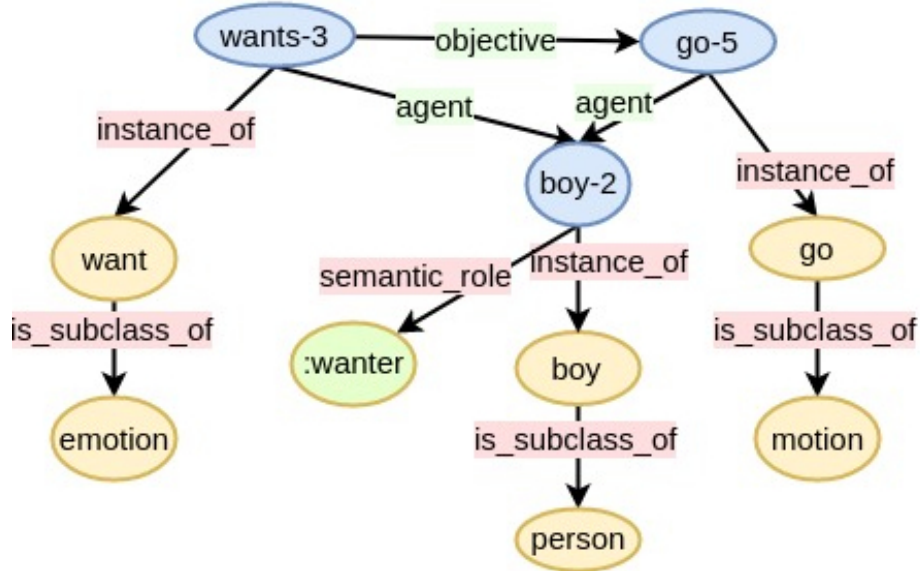 wants-3
objective
go-5
agent
agent
instance_of
instance_of
boy-2
want
go
semantic_role
instance_of
is_subclass_of
is_subclass_of
:wanter
boy
emotion
is_subclass_of
motion
person